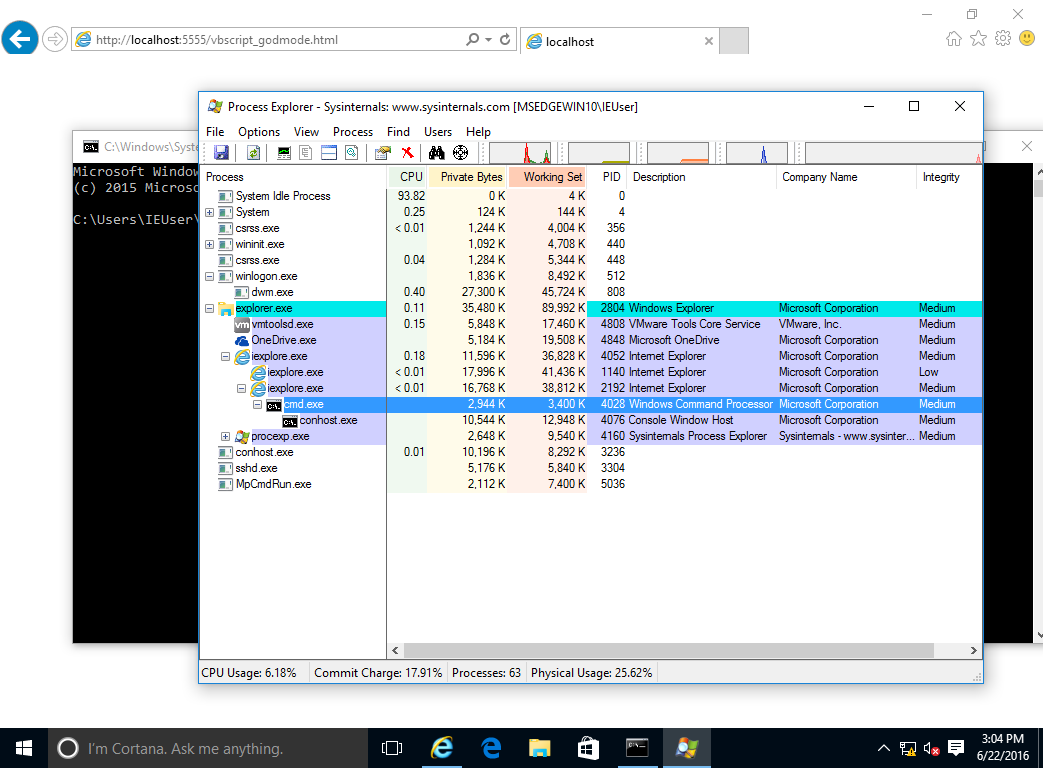 http://localhost:5555/vbscript_godmode.html
localhost
Process Explorer - Sysinternals: www.sysinternals.com [MSEDGEWIN10\IEUser]
File Options View Process Find Users Help
C:\Windows\Syste
Microsoft Window
(c) 2015 Microso
C:\Users\IEUser\
Process CPU Private Bytes Working Set PID Description Company Name Integrity
System Idle Process 93.82 0 K 4 K 0
System 0.25 124 K 144 K 4
csrss.exe < 0.01 1,244 K 4,004 K 356
wininit.exe 1,092 K 4,708 K 440
csrss.exe 0.04 1,284 K 5,344 K 448
winlogon.exe 1,836 K 8,492 K 512
dwm.exe 0.40 27,300 K 45,724 K 808
explorer.exe 0.11 35,480 K 89,992 K 2804 Windows Explorer Microsoft Corporation Medium
vmtoolsd.exe 0.15 5,848 K 17,460 K 4808 VMware Tools Core Service VMware, Inc. Medium
OneDrive.exe 5,184 K 19,508 K 4848 Microsoft OneDrive Microsoft Corporation Medium
iexplore.exe 0.18 11,596 K 36,828 K 4052 Internet Explorer Microsoft Corporation Medium
iexplore.exe < 0.01 17,996 K 41,436 K 1140 Internet Explorer Microsoft Corporation Low
iexplore.exe < 0.01 16,768 K 38,812 K 2192 Internet Explorer Microsoft Corporation Medium
cmd.exe 2,944 K 3,400 K 4028 Windows Command Processor Microsoft Corporation Medium
conhost.exe 10,544 K 12,948 K 4076 Console Window Host Microsoft Corporation Medium
procexp.exe 2,648 K 9,540 K 4160 Sysinternals Process Explorer Sysinternals - www.sysinter... Medium
conhost.exe 0.01 10,196 K 8,292 K 3236
sshd.exe 5,176 K 5,840 K 3304
MpCmdRun.exe 2,112 K 7,400 K 5036
CPU Usage: 6.18% Commit Charge: 17.91% Processes: 63 Physical Usage: 25.62%
I'm Cortana. Ask me anything.
3:04 PM
6/22/2016